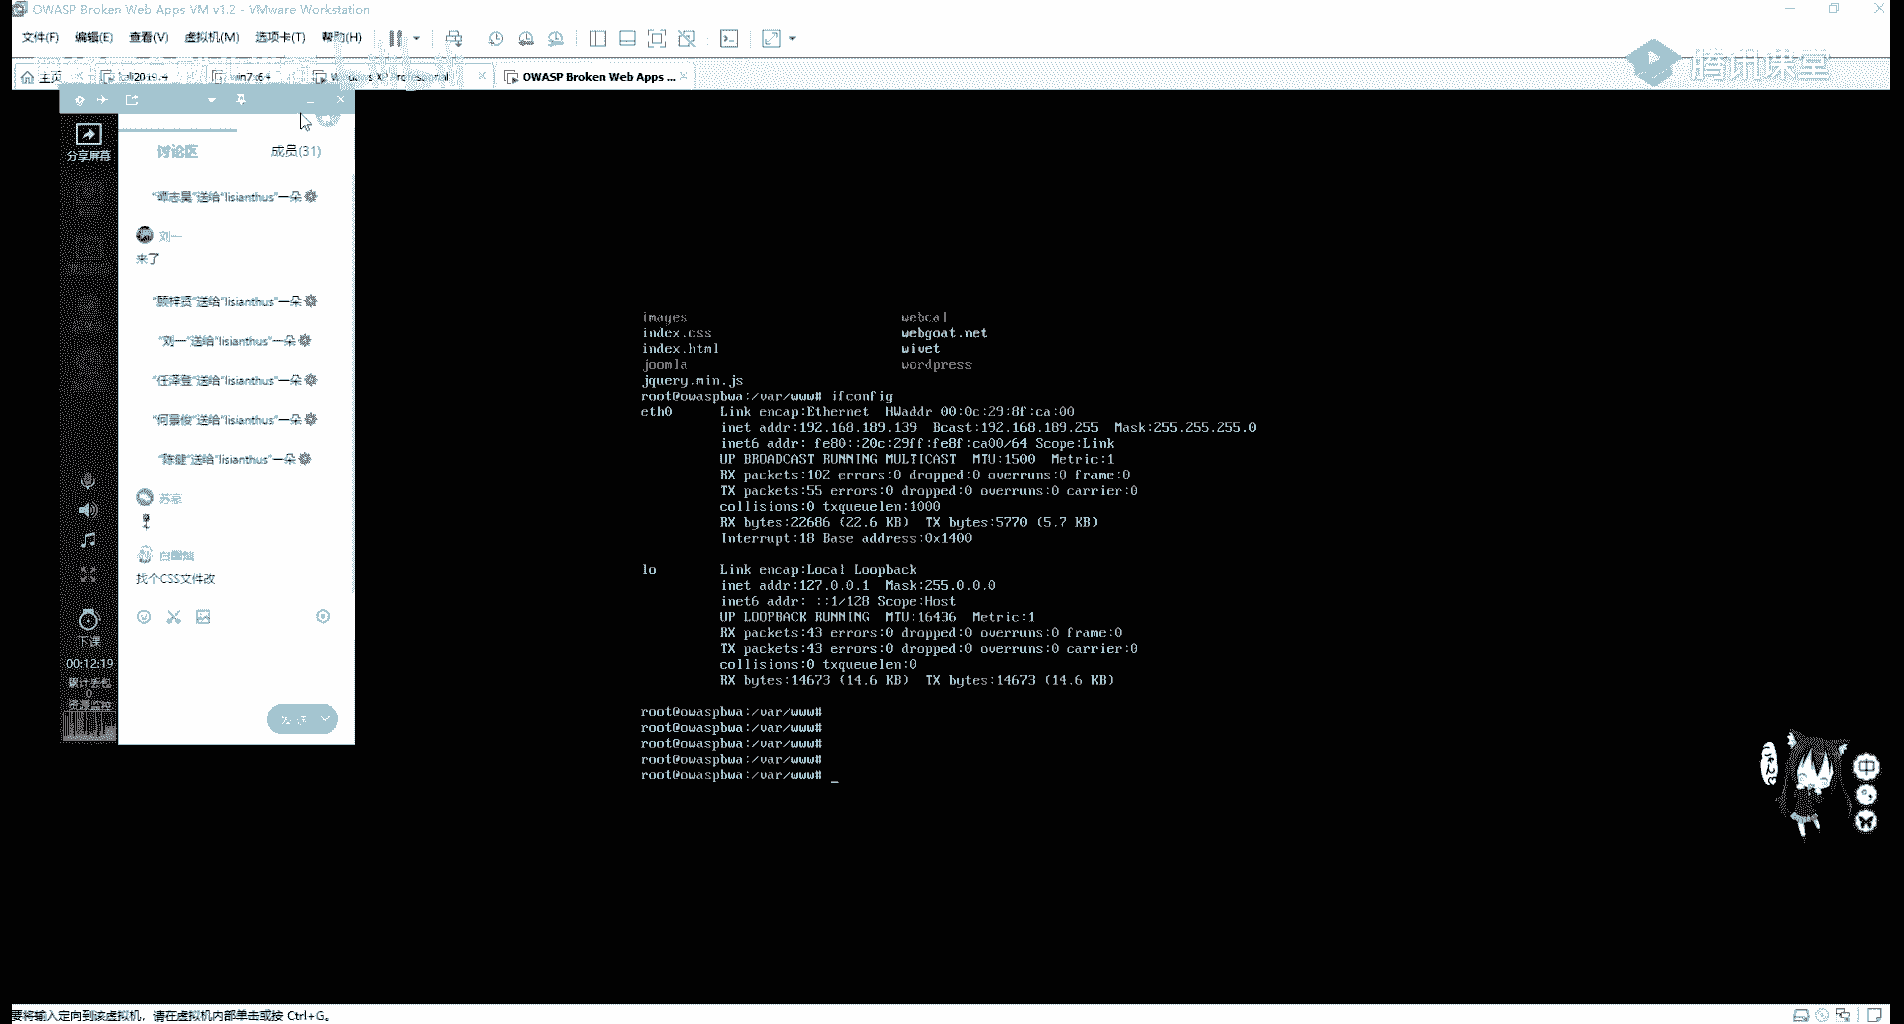 OWASP Broken Web Apps VM v1.2 - VMware Workstation
文件(F) 编辑(E) 查看(V) 虚拟机(M) 选项卡(T) 帮助(H)
腾讯课堂
主页 kali2019.4 win7x64 Windows XP Professional OWASP Broken Web Apps ...
分享屏幕
讨论区 成员(31)
"谭志昊"送给"lisianthus"一朵
刘一
来了
"顾梓贤"送给"lisianthus"一朵
"刘一"送给"lisianthus"一朵
"任泽登"送给"lisianthus"一朵
"何景俊"送给"lisianthus"一朵
"陈健"送给"lisianthus"一朵
找个CSS文件改
下课
00:12:19
累计丢包
0
资源监控
images webcal
index.css webgoat.net
index.html wivet
joomla wordpress
jquery.min.js
root@owaspbwa:/var/www# ifconfig
eth0 Link encap:Ethernet HWaddr 00:0c:29:8f:ca:00
inet addr:192.168.189.139 Bcast:192.168.189.255 Mask:255.255.255.0
inet6 addr: fe80::20c:29ff:fe8f:ca00/64 Scope:Link
UP BROADCAST RUNNING MULTICAST MTU:1500 Metric:1
RX packets:102 errors:0 dropped:0 overruns:0 frame:0
TX packets:55 errors:0 dropped:0 overruns:0 carrier:0
collisions:0 txqueuelen:1000
RX bytes:22686 (22.6 KB) TX bytes:5770 (5.7 KB)
Interrupt:18 Base address:0x1400
lo Link encap:Local Loopback
inet addr:127.0.0.1 Mask:255.0.0.0
inet6 addr: ::1/128 Scope:Host
UP LOOPBACK RUNNING MTU:16436 Metric:1
RX packets:43 errors:0 dropped:0 overruns:0 frame:0
TX packets:43 errors:0 dropped:0 overruns:0 carrier:0
collisions:0 txqueuelen:0
RX bytes:14673 (14.6 KB) TX bytes:14673 (14.6 KB)
root@owaspbwa:/var/www#
root@owaspbwa:/var/www#
root@owaspbwa:/var/www#
root@owaspbwa:/var/www#
root@owaspbwa:/var/www# _
中
要将输入定向到该虚拟机，请在虚拟机内部单击或按 Ctrl+G。